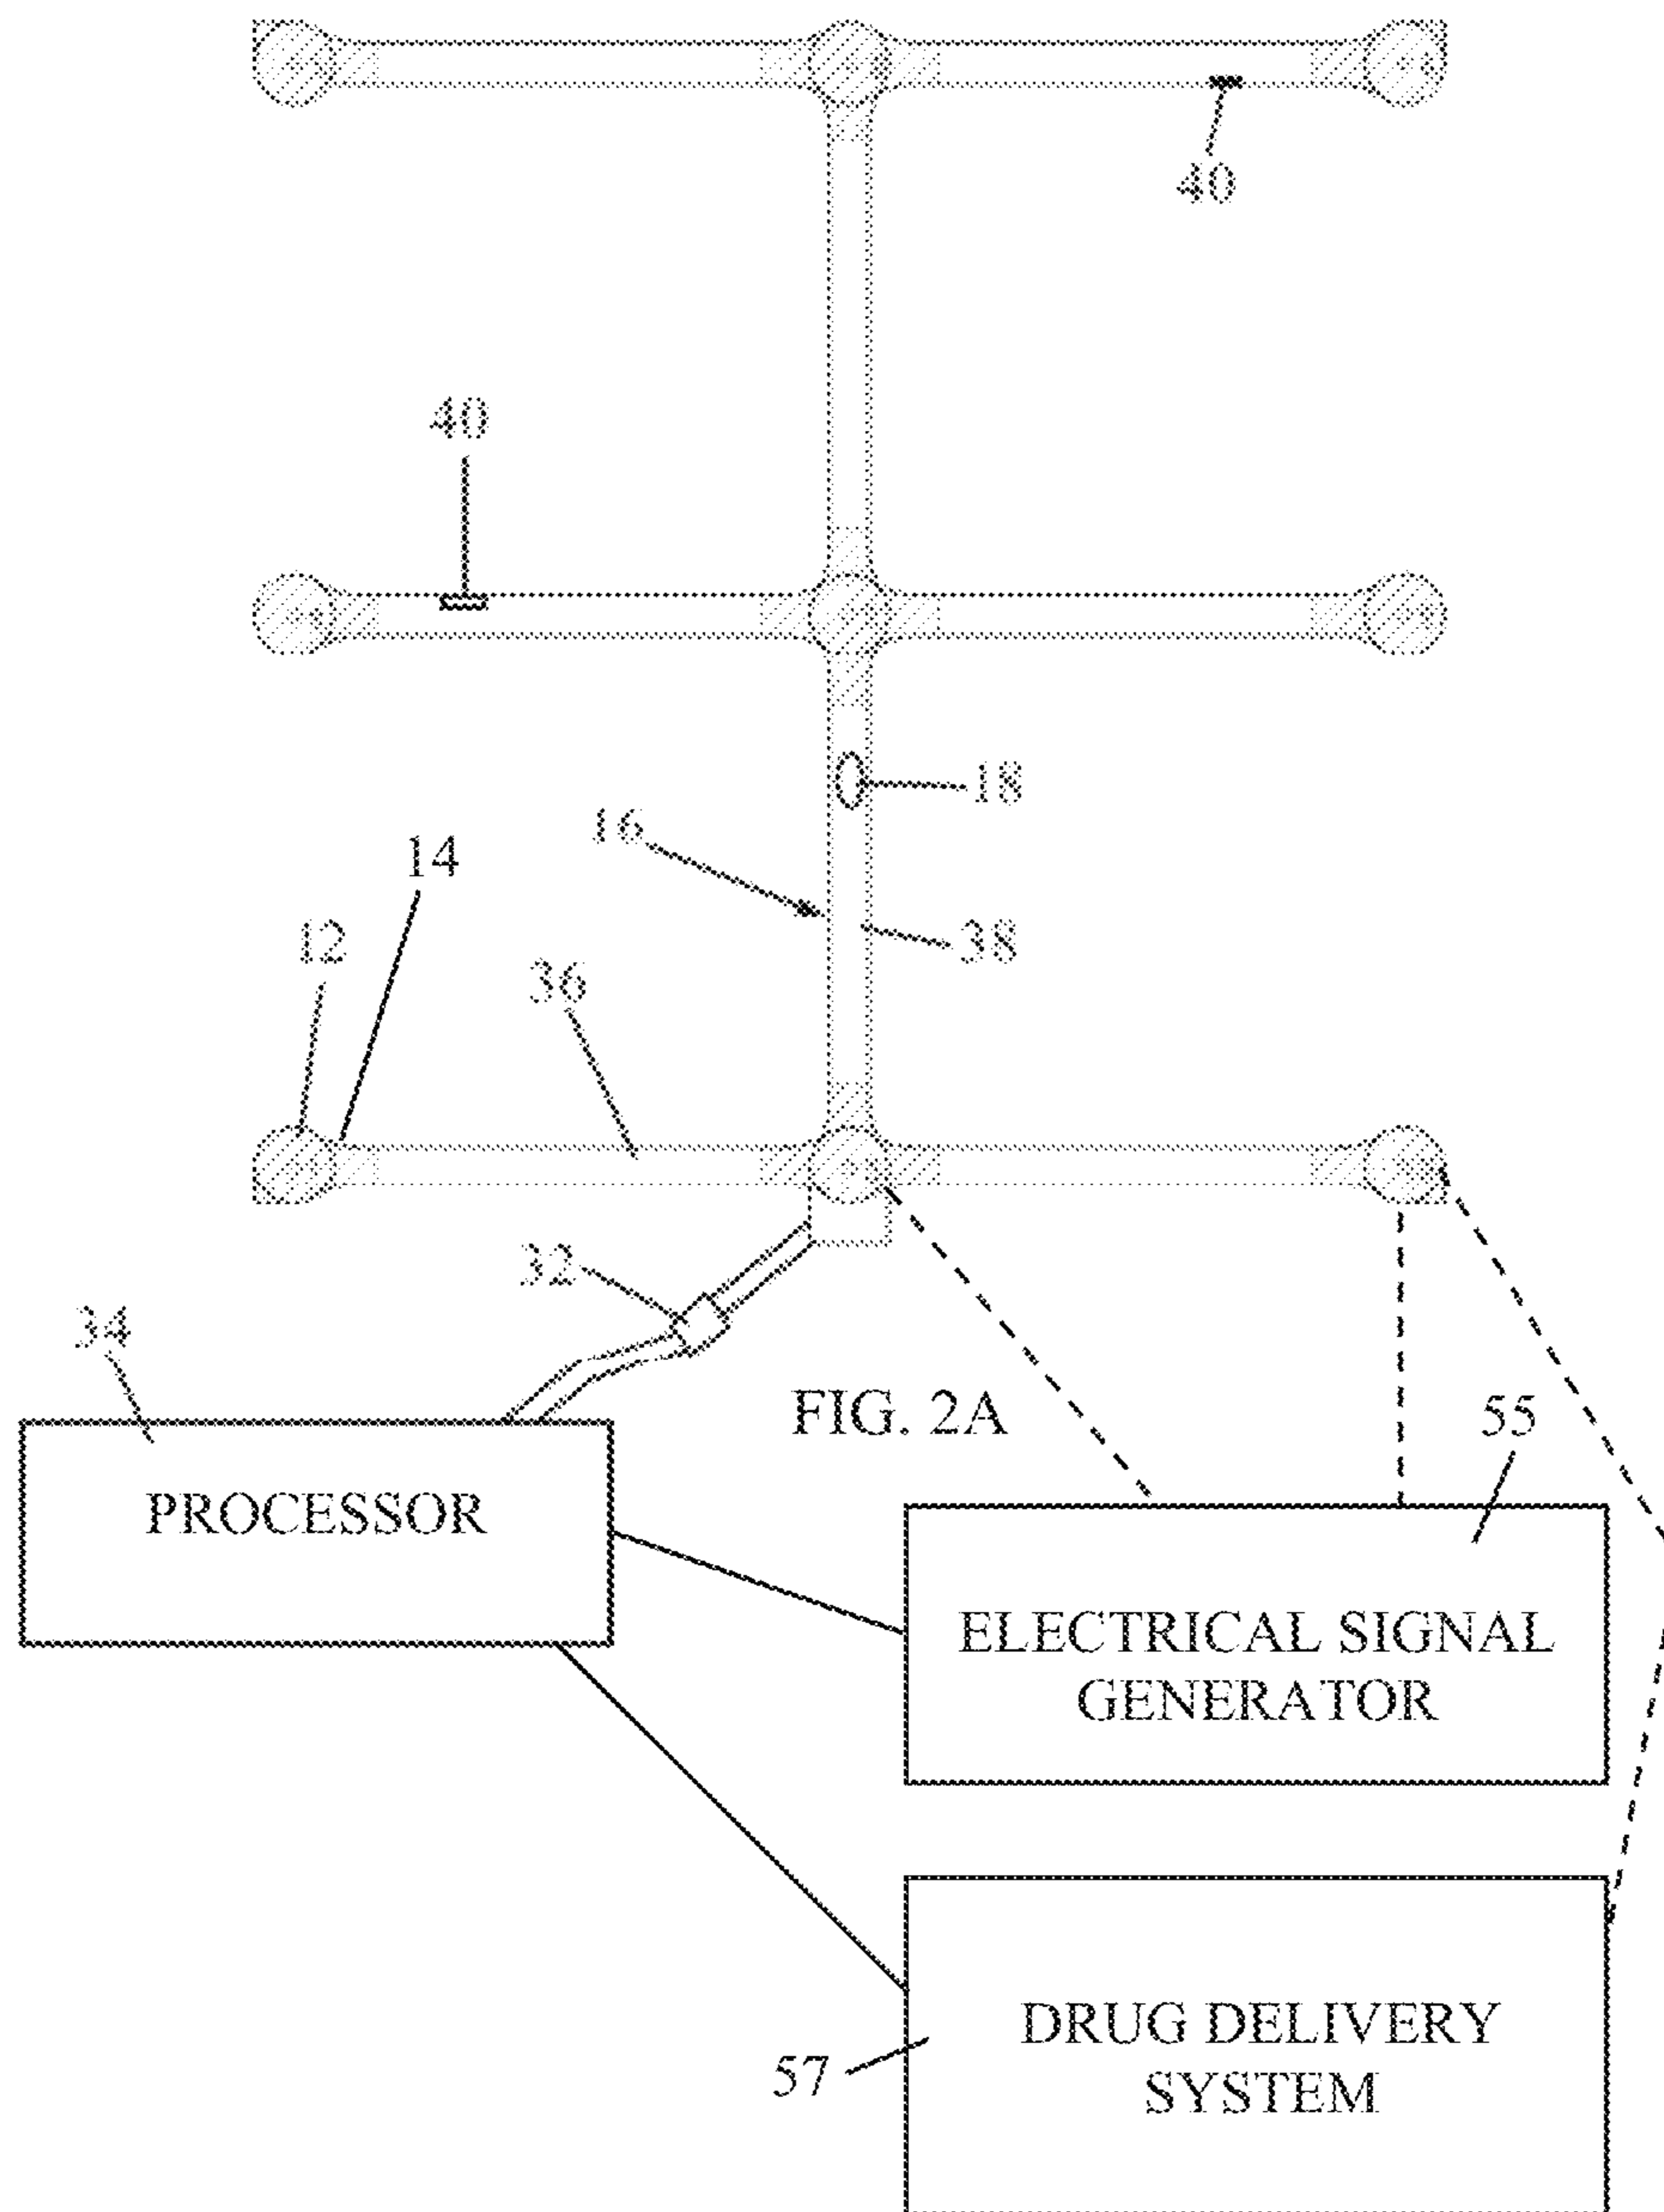 40
40
18
16
14
38
12
36
32
34
FIG. 2A
55
PROCESSOR
ELECTRICAL SIGNAL
GENERATOR
DRUG DELIVERY
57
SYSTEM